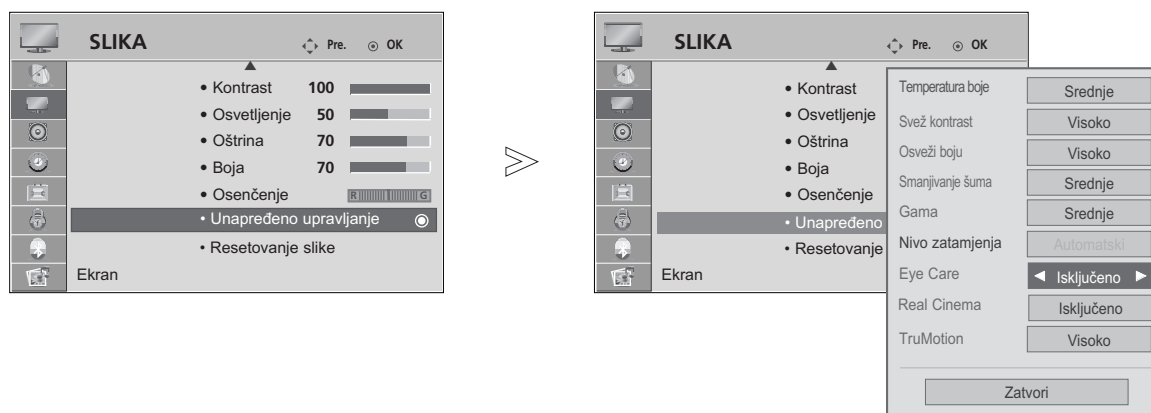 SLIKA Pre. OK
• Kontrast 100
• Osvetljenje 50
• Oštrina 70
• Boja 70
• Osenčenje R G
• Unapređeno upravljanje
• Resetovanje slike
Ekran
SLIKA Pre. OK
• Kontrast
• Osvetljenje
• Oštrina
• Boja
• Osenčenje
• Unapređeno
• Resetovanje
Ekran
Temperatura boje Srednje
Svež kontrast Visoko
Osveži boju Visoko
Smanjivanje šuma Srednje
Gama Srednje
Nivo zatamjenja Automatski
Eye Care ◄ Isključeno ►
Real Cinema Isključeno
TruMotion Visoko
Zatvori